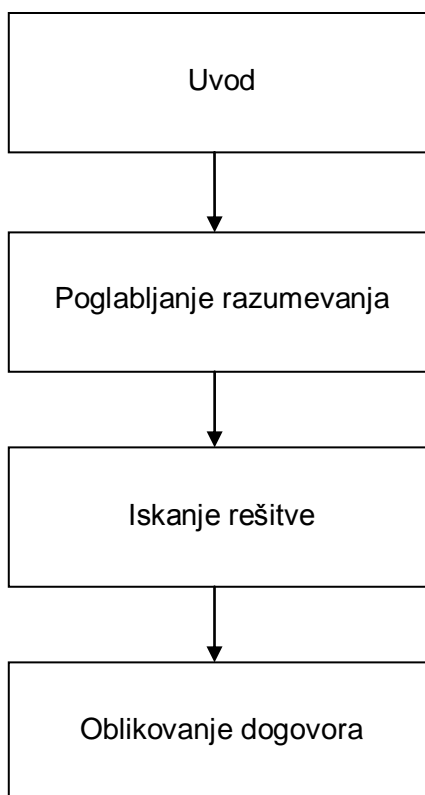 Uvod
Poglabljanje razumevanja
Iskanje rešitve
Oblikovanje dogovora